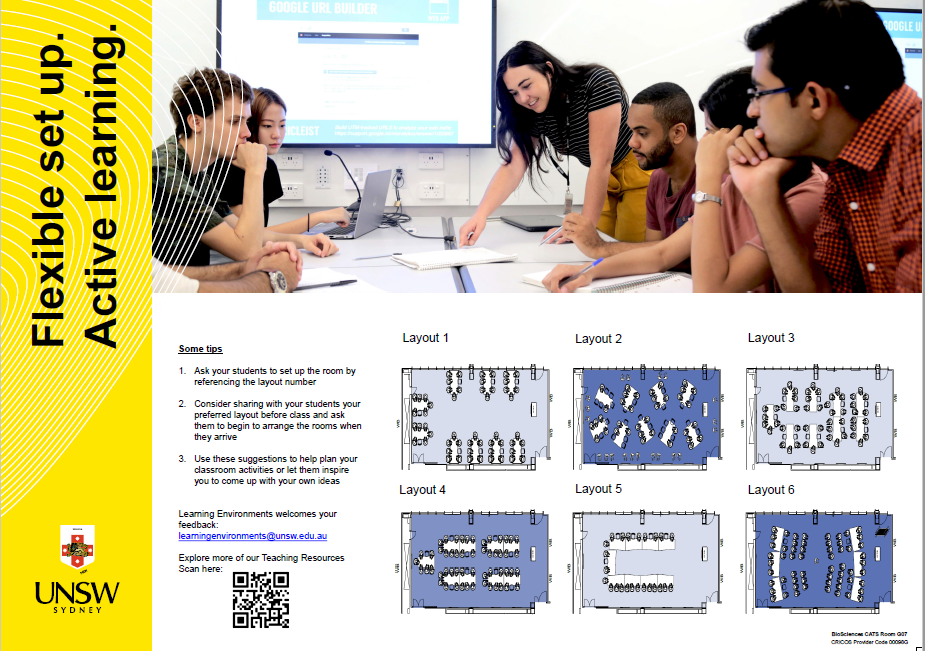 Flexible set up.
Active learning.
GOOGLE URL BUILDER
Some tips
1. Ask your students to set up the room by
referencing the layout number
2. Consider sharing with your students your
preferred layout before class and ask
them to begin to arrange the rooms when
they arrive
3. Use these suggestions to help plan your
classroom activities or let them inspire
you to come up with your own ideas
Learning Environments welcomes your
feedback:
learningenvironments@unsw.edu.au
Explore more of our Teaching Resources
Scan here:
UNSW
SYDNEY
Layout 1
Layout 2
Layout 3
Layout 4
Layout 5
Layout 6
BioSciences CATS Room G07
CRICOS Provider Code 00098G